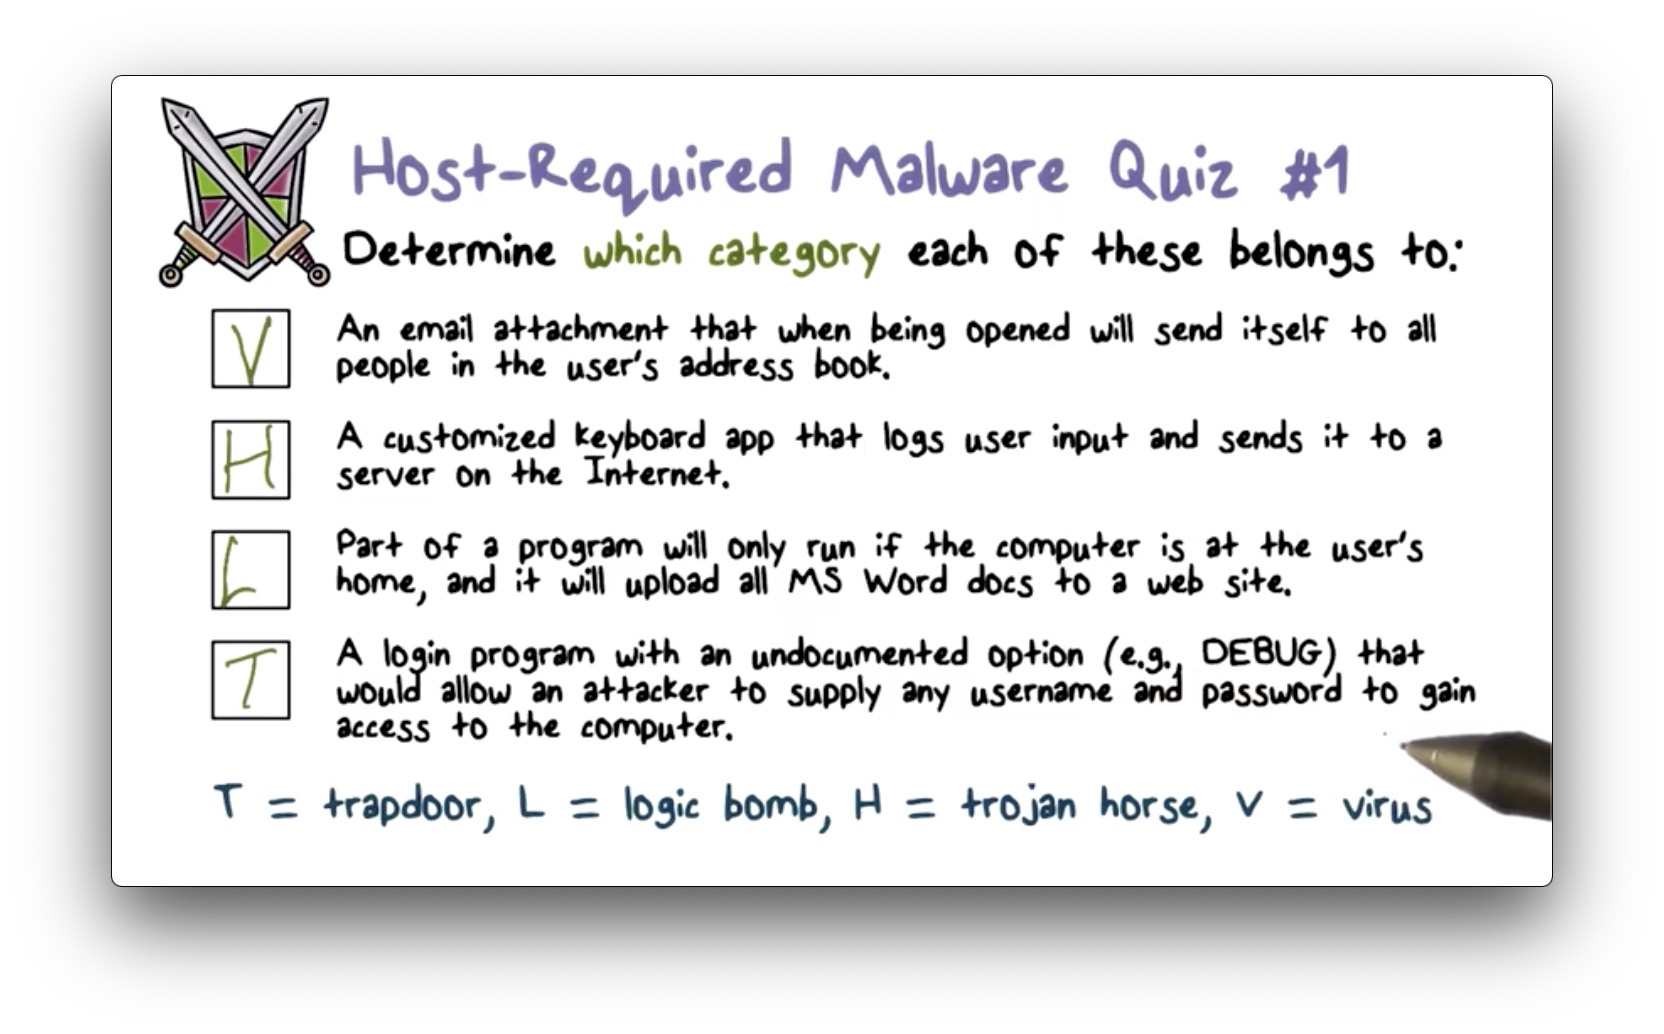 Host-Required Malware Quiz #1
Determine which category each of these belongs to:
V
An email attachment that when being opened will send itself to all
people in the user's address book.
H
A customized keyboard app that logs user input and sends it to a
server on the Internet.
L
Part of a program will only run if the computer is at the user's
home, and it will upload all MS Word docs to a web site.
T
A login program with an undocumented option (e.g., DEBUG) that
would allow an attacker to supply any username and password to gain
access to the computer.
T = trapdoor, L = logic bomb, H = trojan horse, V = virus